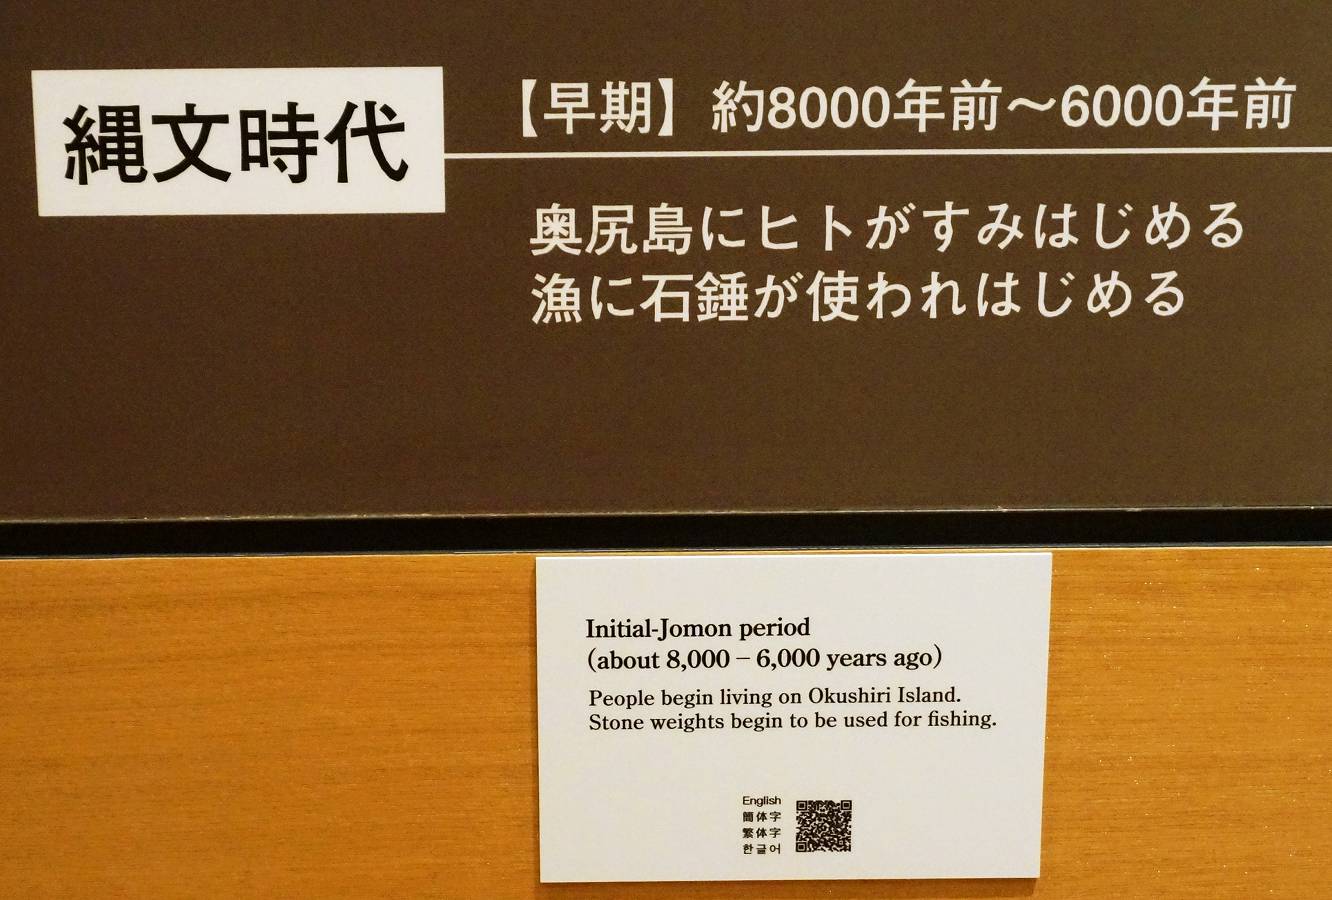 縄文時代
【早期】約8000年前～6000年前
奥尻島にヒトがすみはじめる
漁に石錘が使われはじめる
Initial-Jomon period
(about 8,000 – 6,000 years ago)
People begin living on Okushiri Island.
Stone weights begin to be used for fishing.
English
簡体字
繁体字
한글어